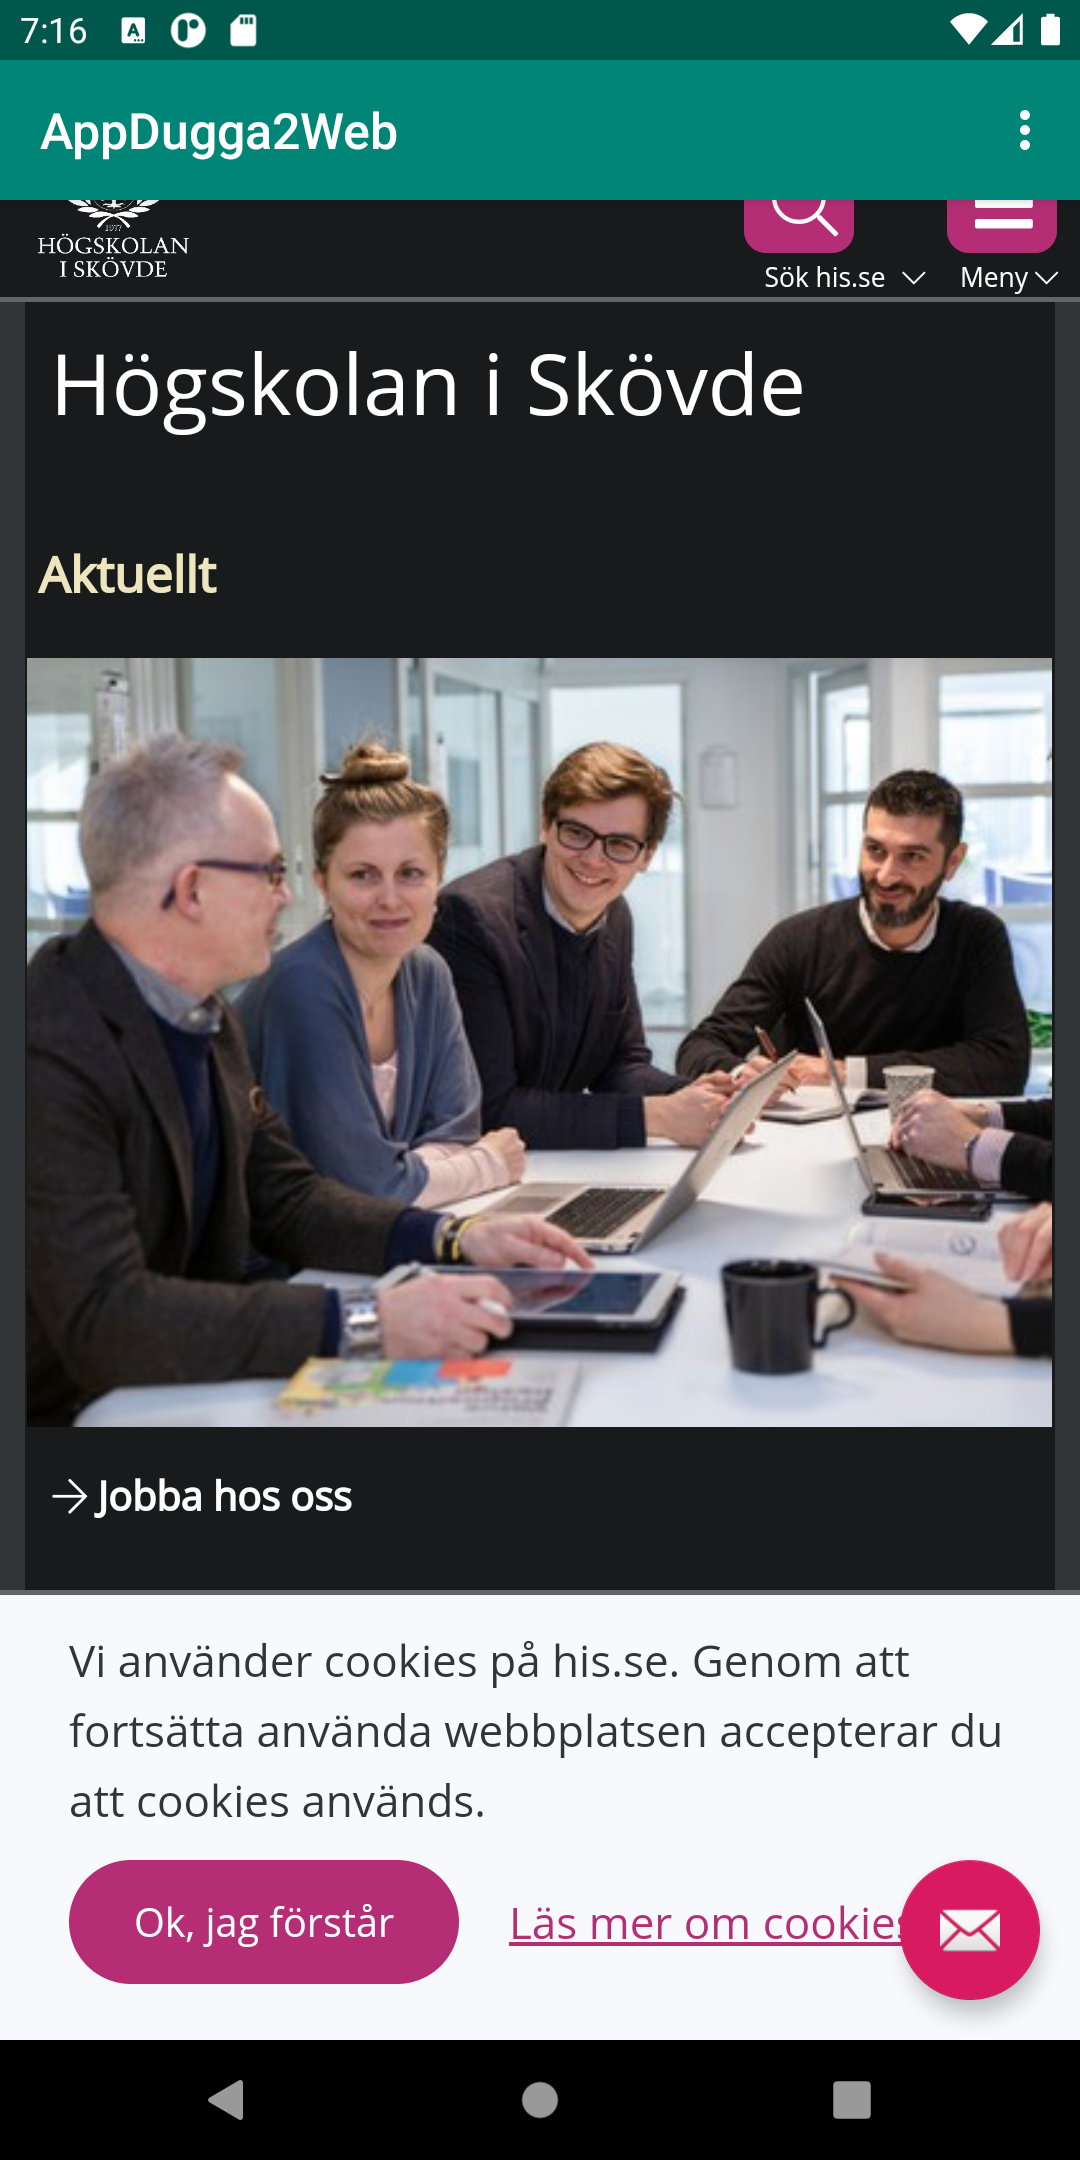 7:16
AppDugga2Web
1977
HÖGSKOLAN
I SKÖVDE
Sök his.se
Meny
Högskolan i Skövde
Aktuellt
Jobba hos oss
Vi använder cookies på his.se. Genom att
fortsätta använda webbplatsen accepterar du
att cookies används.
Ok, jag förstår
Läs mer om cookies